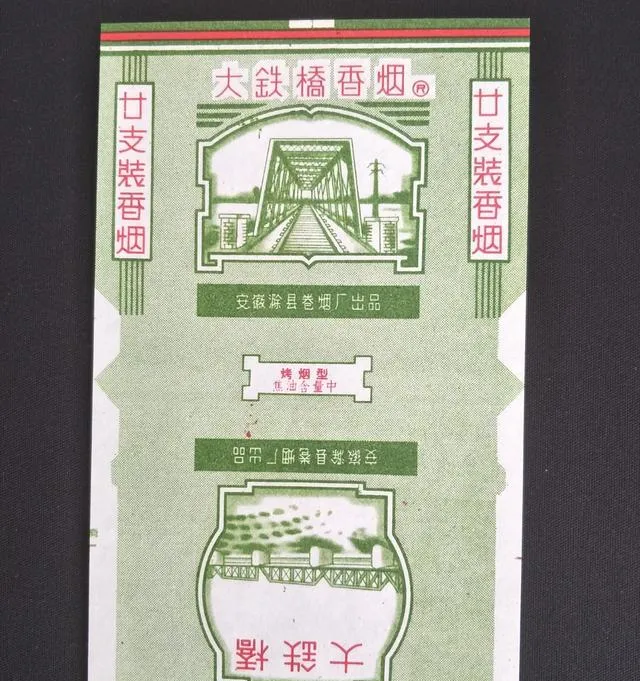 大鉄橋香烟®
廿支裝香烟
廿支裝香烟
安徽滁县卷烟厂出品
烤烟型
焦油含量中
安徽滁县卷烟厂出品
大鉄橋